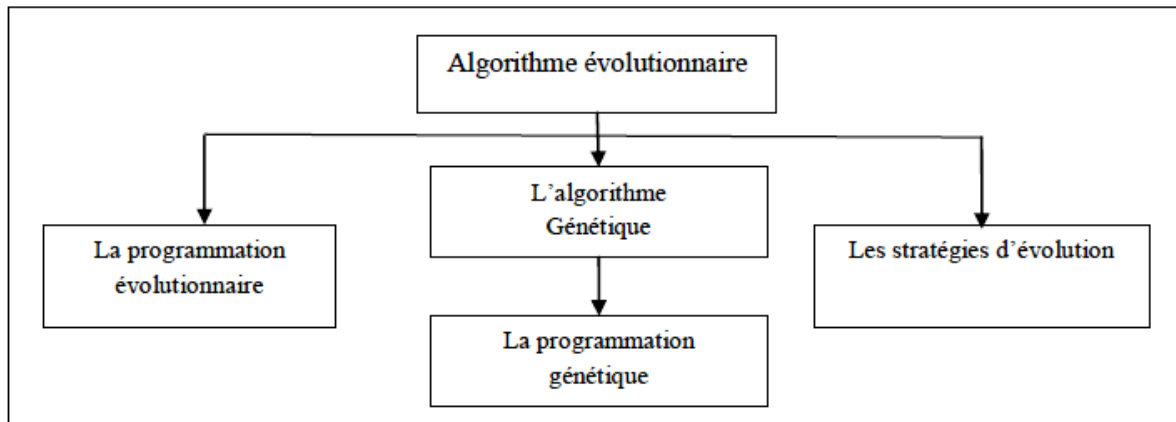 Algorithme évolutionnaire
L’algorithme
Génétique
La programmation
évolutionnaire
Les stratégies d’évolution
La programmation
génétique